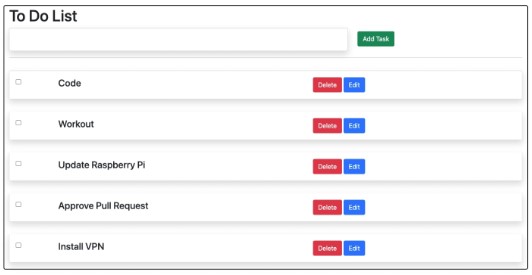 To Do List
Add Task
Code Delete Edit
Workout Delete Edit
Update Raspberry Pi Delete Edit
Approve Pull Request Delete Edit
Install VPN Delete Edit